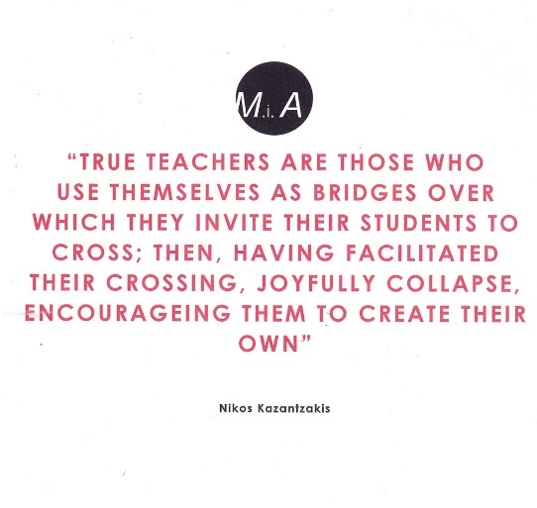 M.i.A
“TRUE TEACHERS ARE THOSE WHO
USE THEMSELVES AS BRIDGES OVER
WHICH THEY INVITE THEIR STUDENTS TO
CROSS; THEN, HAVING FACILITATED
THEIR CROSSING, JOYFULLY COLLAPSE,
ENCOURAGEING THEM TO CREATE THEIR
OWN”
Nikos Kazantzakis